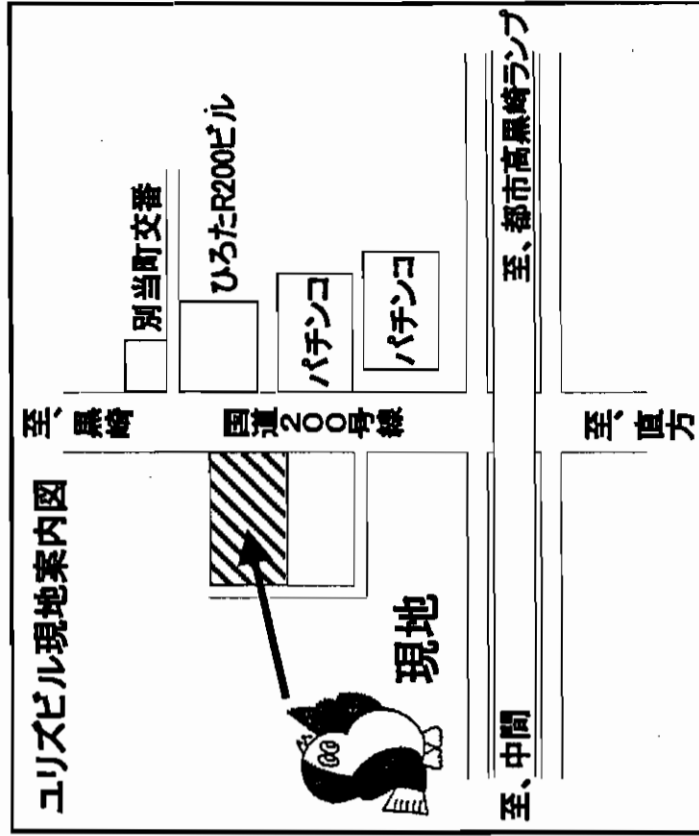 ユリズビル現地案内図
至、黒崎
別当町交番
ひろたR200ビル
国道200号線
パチンコ
パチンコ
現地
至、中間
至、都市高黒崎ランプ
至、直方